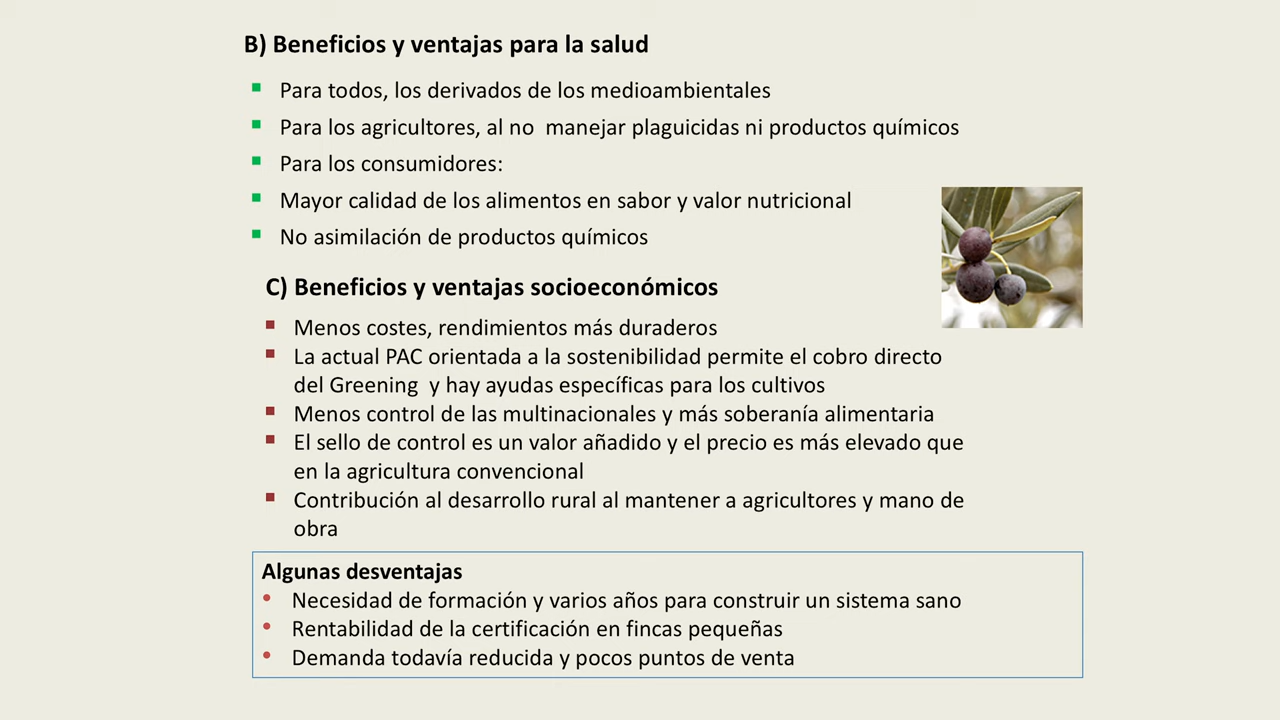 B) Beneficios y ventajas para la salud
Para todos, los derivados de los medioambientales
Para los agricultores, al no  manejar plaguicidas ni productos químicos
Para los consumidores:
Mayor calidad de los alimentos en sabor y valor nutricional
No asimilación de productos químicos
C) Beneficios y ventajas socioeconómicos
Menos costes, rendimientos más duraderos
La actual PAC orientada a la sostenibilidad permite el cobro directo
del Greening  y hay ayudas específicas para los cultivos
Menos control de las multinacionales y más soberanía alimentaria
El sello de control es un valor añadido y el precio es más elevado que
en la agricultura convencional
Contribución al desarrollo rural al mantener a agricultores y mano de
obra
Algunas desventajas
Necesidad de formación y varios años para construir un sistema sano
Rentabilidad de la certificación en fincas pequeñas
Demanda todavía reducida y pocos puntos de venta